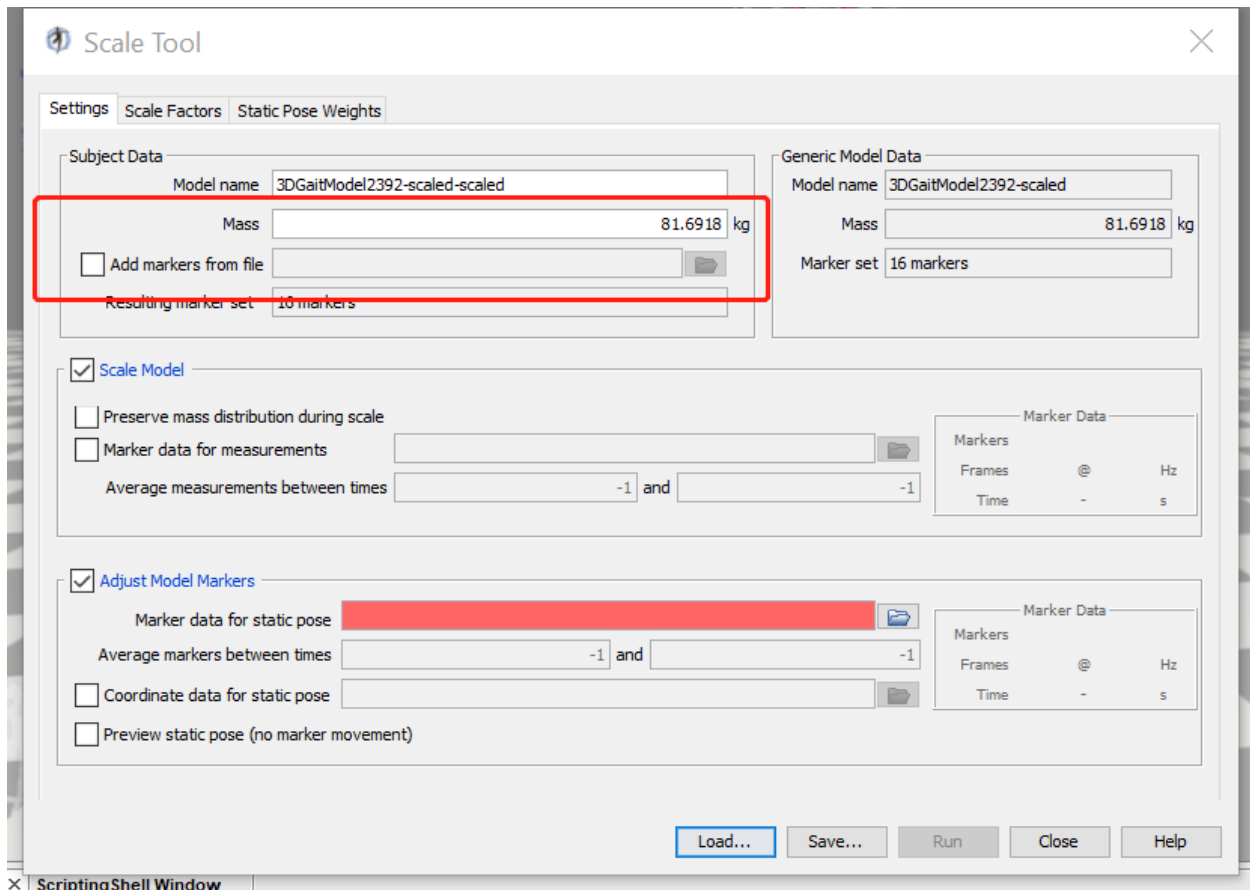 Scale Tool
Settings Scale Factors Static Pose Weights
Subject Data
Model name 3DGaitModel2392-scaled-scaled
Mass 81.6918 kg
Add markers from file
Resulting marker set 16 markers
Generic Model Data
Model name 3DGaitModel2392-scaled
Mass 81.6918 kg
Marker set 16 markers
Scale Model
Preserve mass distribution during scale
Marker data for measurements
Average measurements between times -1 and -1
Marker Data
Markers
Frames @ Hz
Time - s
Adjust Model Markers
Marker data for static pose
Average markers between times -1 and -1
Coordinate data for static pose
Preview static pose (no marker movement)
Marker Data
Markers
Frames @ Hz
Time - s
Load... Save... Run Close Help
ScriptingShell Window